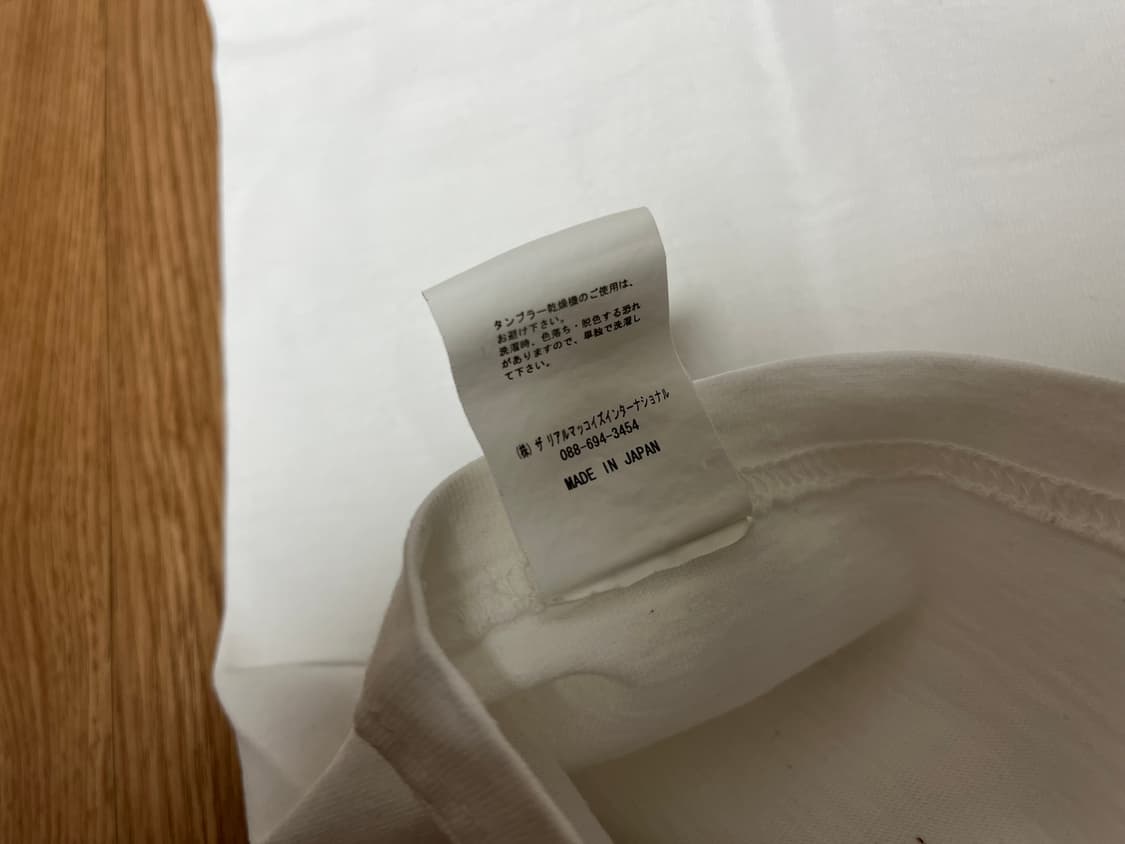 タンブラー乾燥機のご使用は、
お避け下さい。
洗濯時、色落ち・脱色する恐れ
がありますので、単独で洗濯し
て下さい。
(株) ザ リアルマッコイズインターナショナル
088-694-3454
MADE IN JAPAN